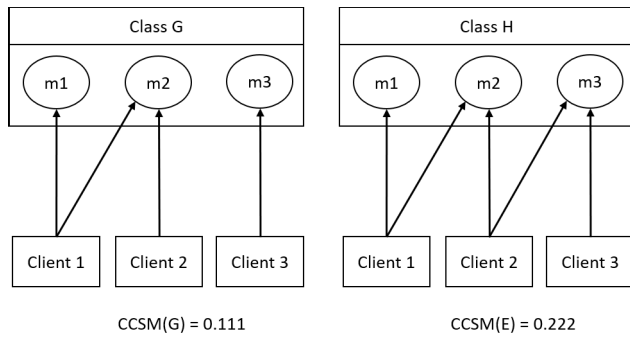 Class G
m1 m2 m3
Client 1 Client 2 Client 3
CCSM(G) = 0.111
Class H
m1 m2 m3
Client 1 Client 2 Client 3
CCSM(E) = 0.222